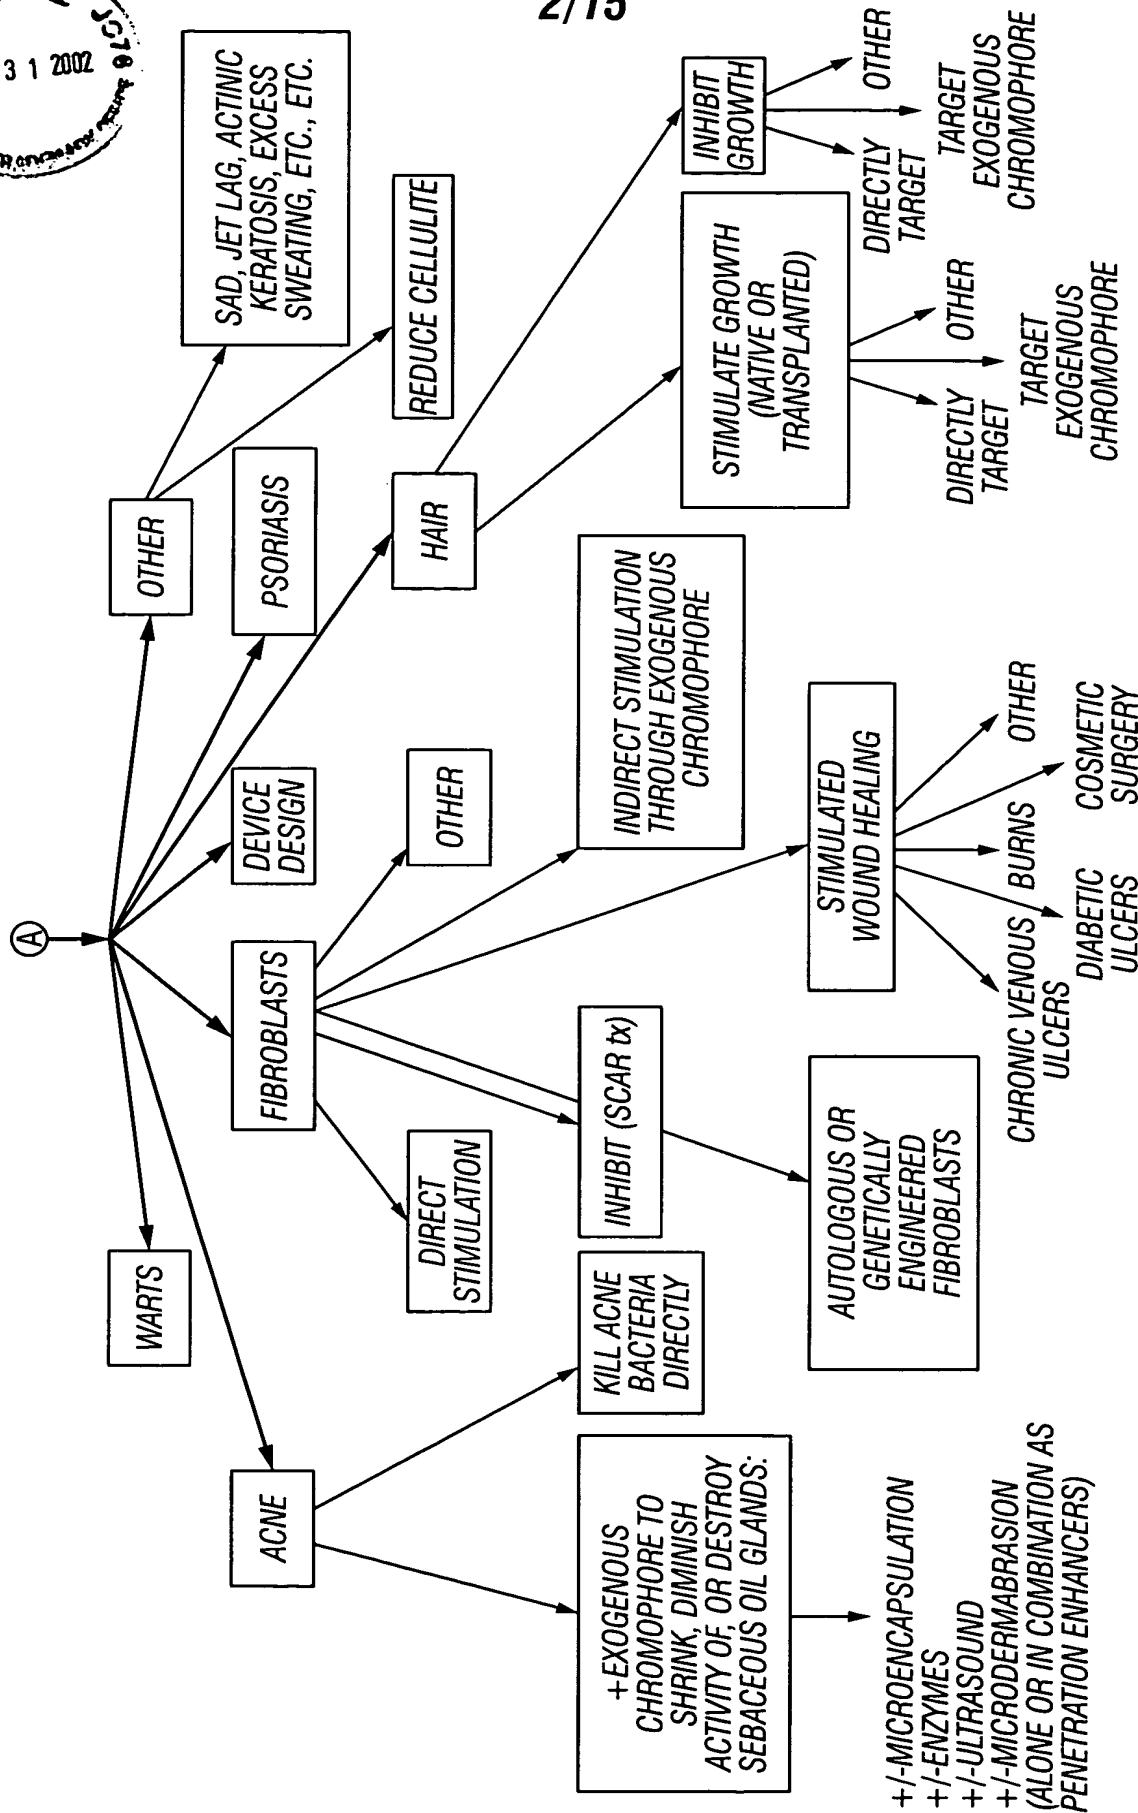 2/15
3 1 2002
JC76
A
WARTS
OTHER
ACNE
FIBROBLASTS
DEVICE
DESIGN
PSORIASIS
SAD, JET LAG, ACTINIC
KERATOSIS, EXCESS
SWEATING, ETC., ETC.
DIRECT
STIMULATION
OTHER
HAIR
REDUCE CELLULITE
+EXOGENOUS
CHROMOPHORE TO
SHRINK, DIMINISH
ACTIVITY OF, OR DESTROY
SEBACEOUS OIL GLANDS:
KILL ACNE
BACTERIA
DIRECTLY
INHIBIT (SCAR tx)
INDIRECT STIMULATION
THROUGH EXOGENOUS
CHROMOPHORE
STIMULATE GROWTH
(NATIVE OR
TRANSPLANTED)
INHIBIT
GROWTH
+/-MICROENCAPSULATION
+/-ENZYMES
+/-ULTRASOUND
+/-MICRODERMABRASION
(ALONE OR IN COMBINATION AS
PENETRATION ENHANCERS)
AUTOLOGOUS OR
GENETICALLY
ENGINEERED
FIBROBLASTS
STIMULATED
WOUND HEALING
CHRONIC VENOUS
ULCERS
DIABETIC
ULCERS
BURNS
COSMETIC
SURGERY
OTHER
DIRECTLY
TARGET
TARGET
EXOGENOUS
CHROMOPHORE
OTHER
DIRECTLY
TARGET
TARGET
EXOGENOUS
CHROMOPHORE
OTHER